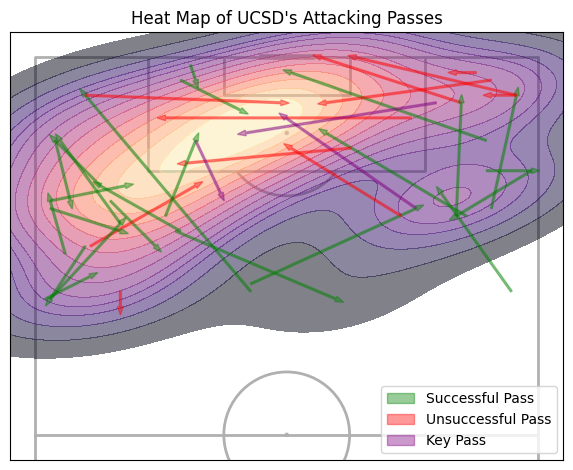 Heat Map of UCSD's Attacking Passes
Successful Pass
Unsuccessful Pass
Key Pass